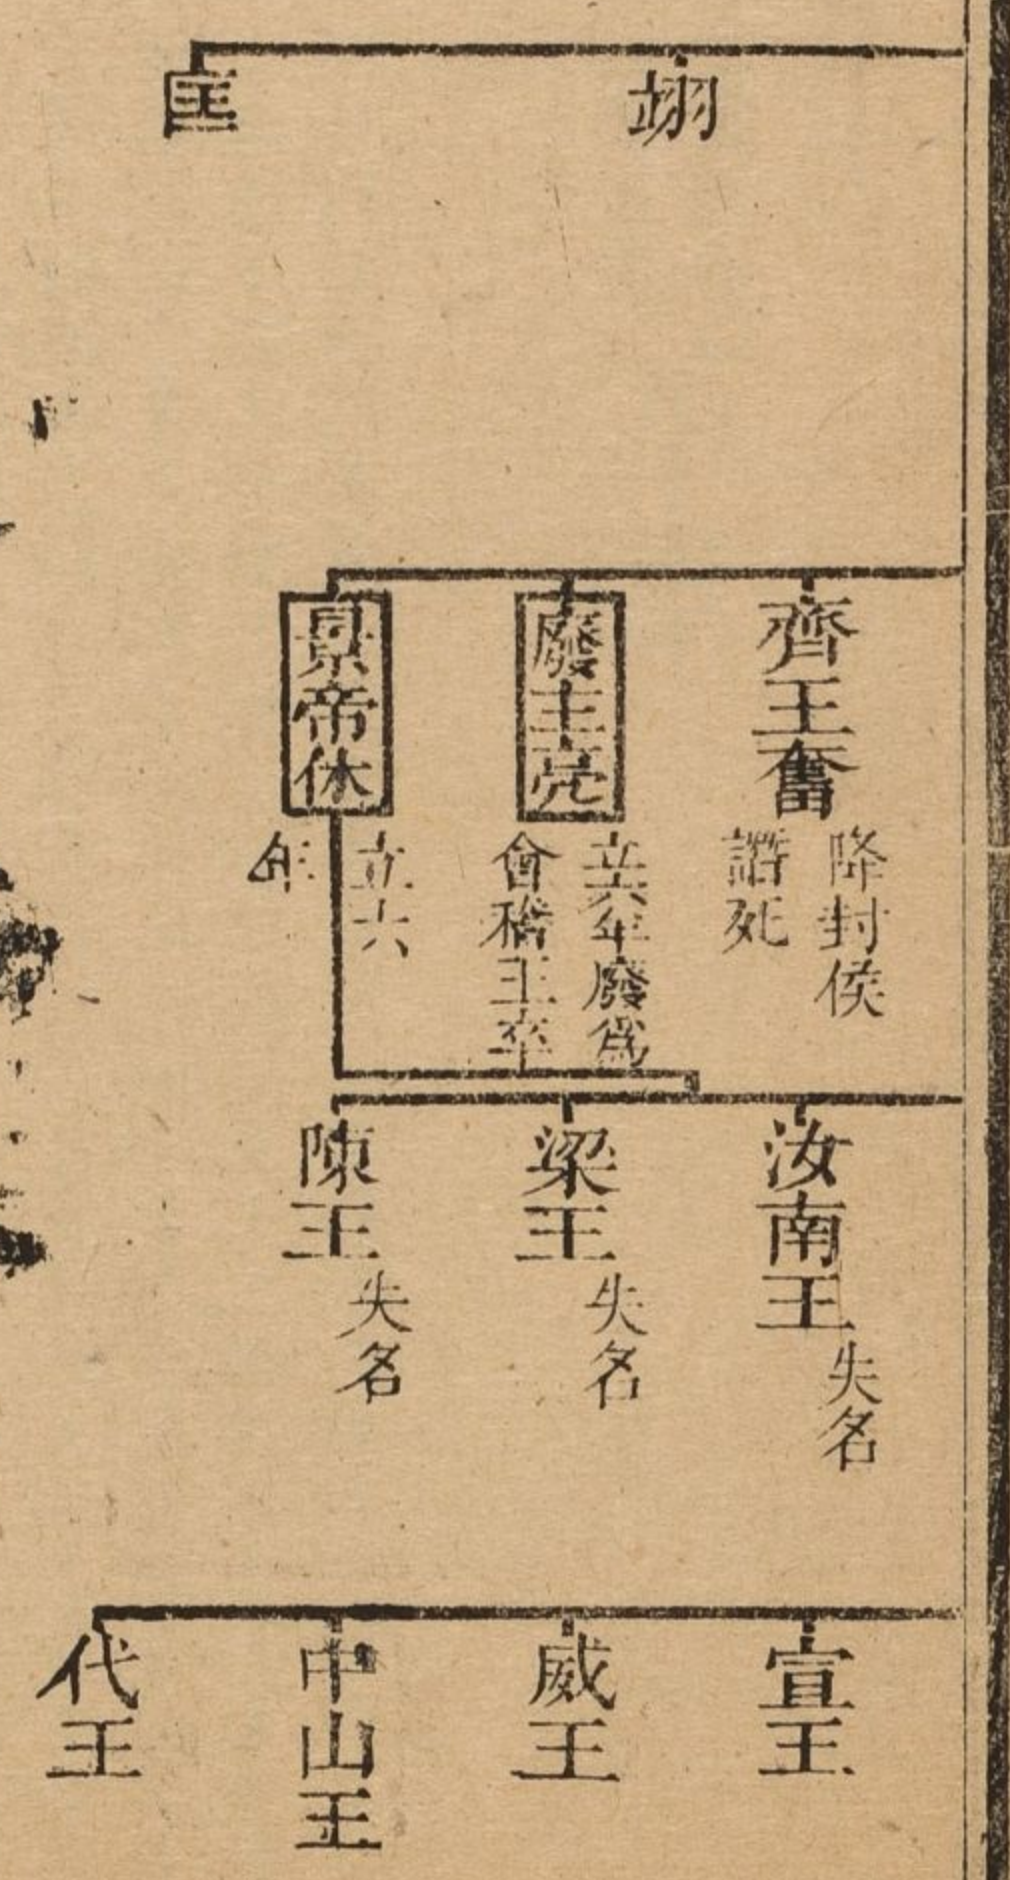 翊
匡
齊王奮
降封侯
譖死
廢主亮
立六年廢爲
會稽王卒
景帝休
立六
年
汝南王
失名
梁王
失名
陳王
失名
宣王
威王
中山王
代王